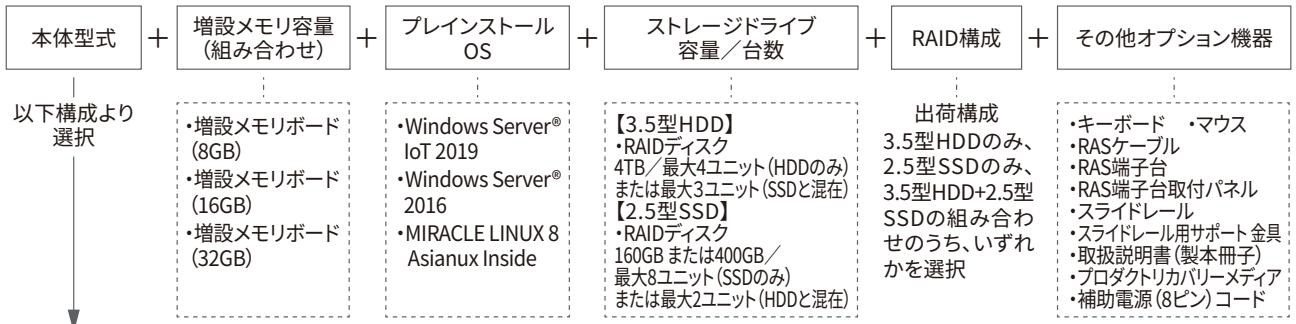 本体型式 + 増設メモリ容量 + プレインストール + ストレージドライブ + RAID構成 + その他オプション機器
(組み合わせ) OS 容量／台数
以下構成より
選択
・増設メモリボード
(8GB)
・増設メモリボード
(16GB)
・増設メモリボード
(32GB)
・Windows Server®
IoT 2019
・Windows Server®
2016
・MIRACLE LINUX 8
Asianux Inside
【3.5型HDD】
・RAIDディスク
4TB／最大4ユニット(HDDのみ)
または最大3ユニット(SSDと混在)
【2.5型SSD】
・RAIDディスク
160GB または400GB／
最大8ユニット(SSDのみ)
または最大2ユニット(HDDと混在)
出荷構成
3.5型HDDのみ、
2.5型SSDのみ、
3.5型HDD+2.5型
SSDの組み合わ
せのうち、いずれ
かを選択
・キーボード ・マウス
・RASケーブル
・RAS端子台
・RAS端子台取付パネル
・スライドレール
・スライドレール用サポート金具
・取扱説明書(製本冊子)
・プロダクトリカバリーメディア
・補助電源(8ピン)コード